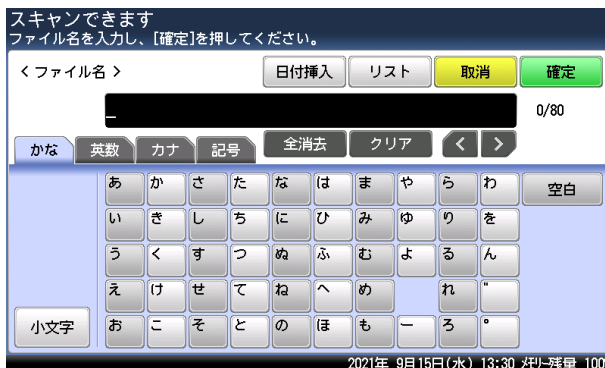 スキャンできます
ファイル名を入力し、[確定]を押してください。
<ファイル名>
日付挿入 リスト 取消 確定
_ 0/80
かな 英数 カナ 記号 全消去 クリア < >
あ か さ た な は ま や ら わ 空白
い き し ち に ひ み ゆ り を
う く す つ ぬ ふ む よ る ん
え け せ て ね へ め れ ゛
小文字 お こ そ と の ほ も ー ろ ゜
2021年 9月15日(水) 13:30 メモリー残量 100